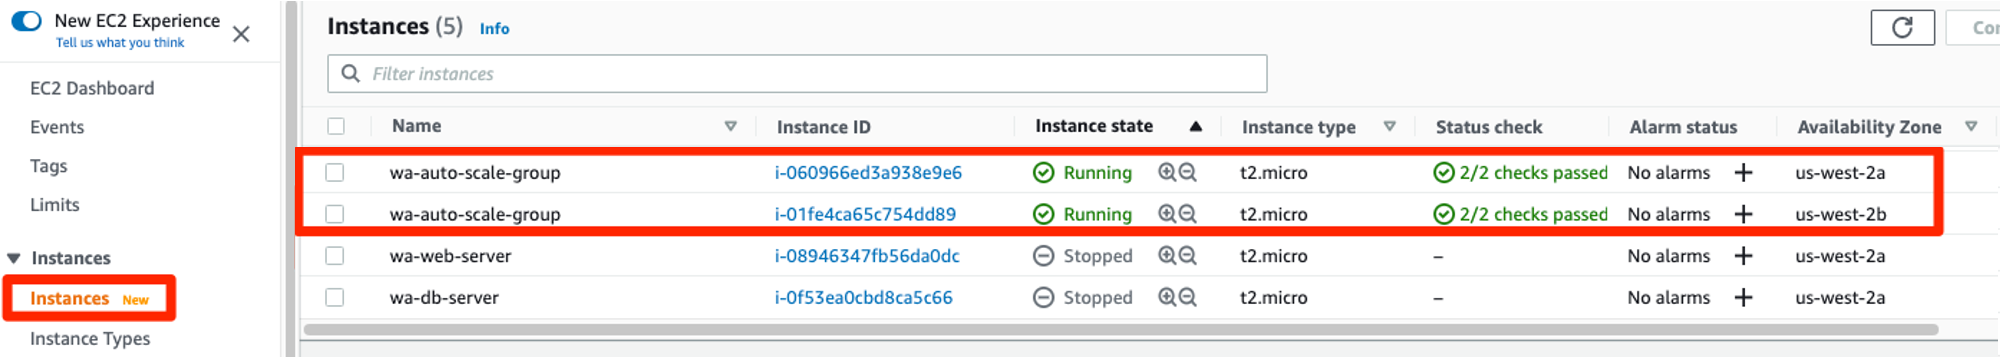 New EC2 Experience
Tell us what you think
EC2 Dashboard
Events
Tags
Limits
Instances
Instances New
Instance Types
Instances (5) Info
Filter instances
Name Instance ID Instance state Instance type Status check Alarm status Availability Zone
wa-auto-scale-group i-060966ed3a938e9e6 Running t2.micro 2/2 checks passed No alarms + us-west-2a
wa-auto-scale-group i-01fe4ca65c754dd89 Running t2.micro 2/2 checks passed No alarms + us-west-2b
wa-web-server i-08946347fb56da0dc Stopped t2.micro – No alarms + us-west-2a
wa-db-server i-0f53ea0cbd8ca5c66 Stopped t2.micro – No alarms + us-west-2a